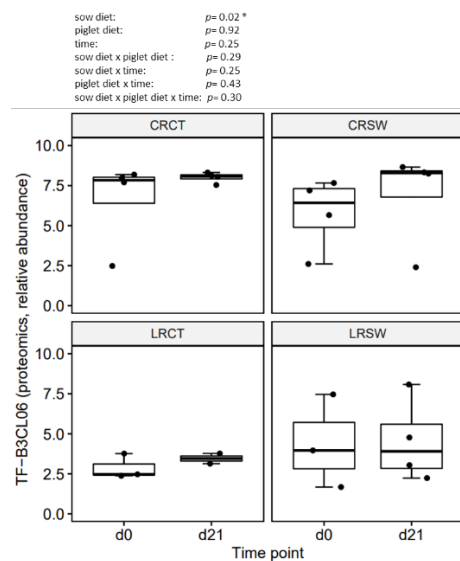 sow diet: p= 0.02 *
piglet diet: p= 0.92
time: p= 0.25
sow diet x piglet diet : p= 0.29
sow diet x time: p= 0.25
piglet diet x time: p= 0.43
sow diet x piglet diet x time: p= 0.30
CRCT CRSW
10.0
7.5
5.0
2.5
0.0
LRCT LRSW
10.0
7.5
5.0
2.5
0.0
d0 d21 d0 d21
Time point
TF-B3CL06 (proteomics, relative abundance)